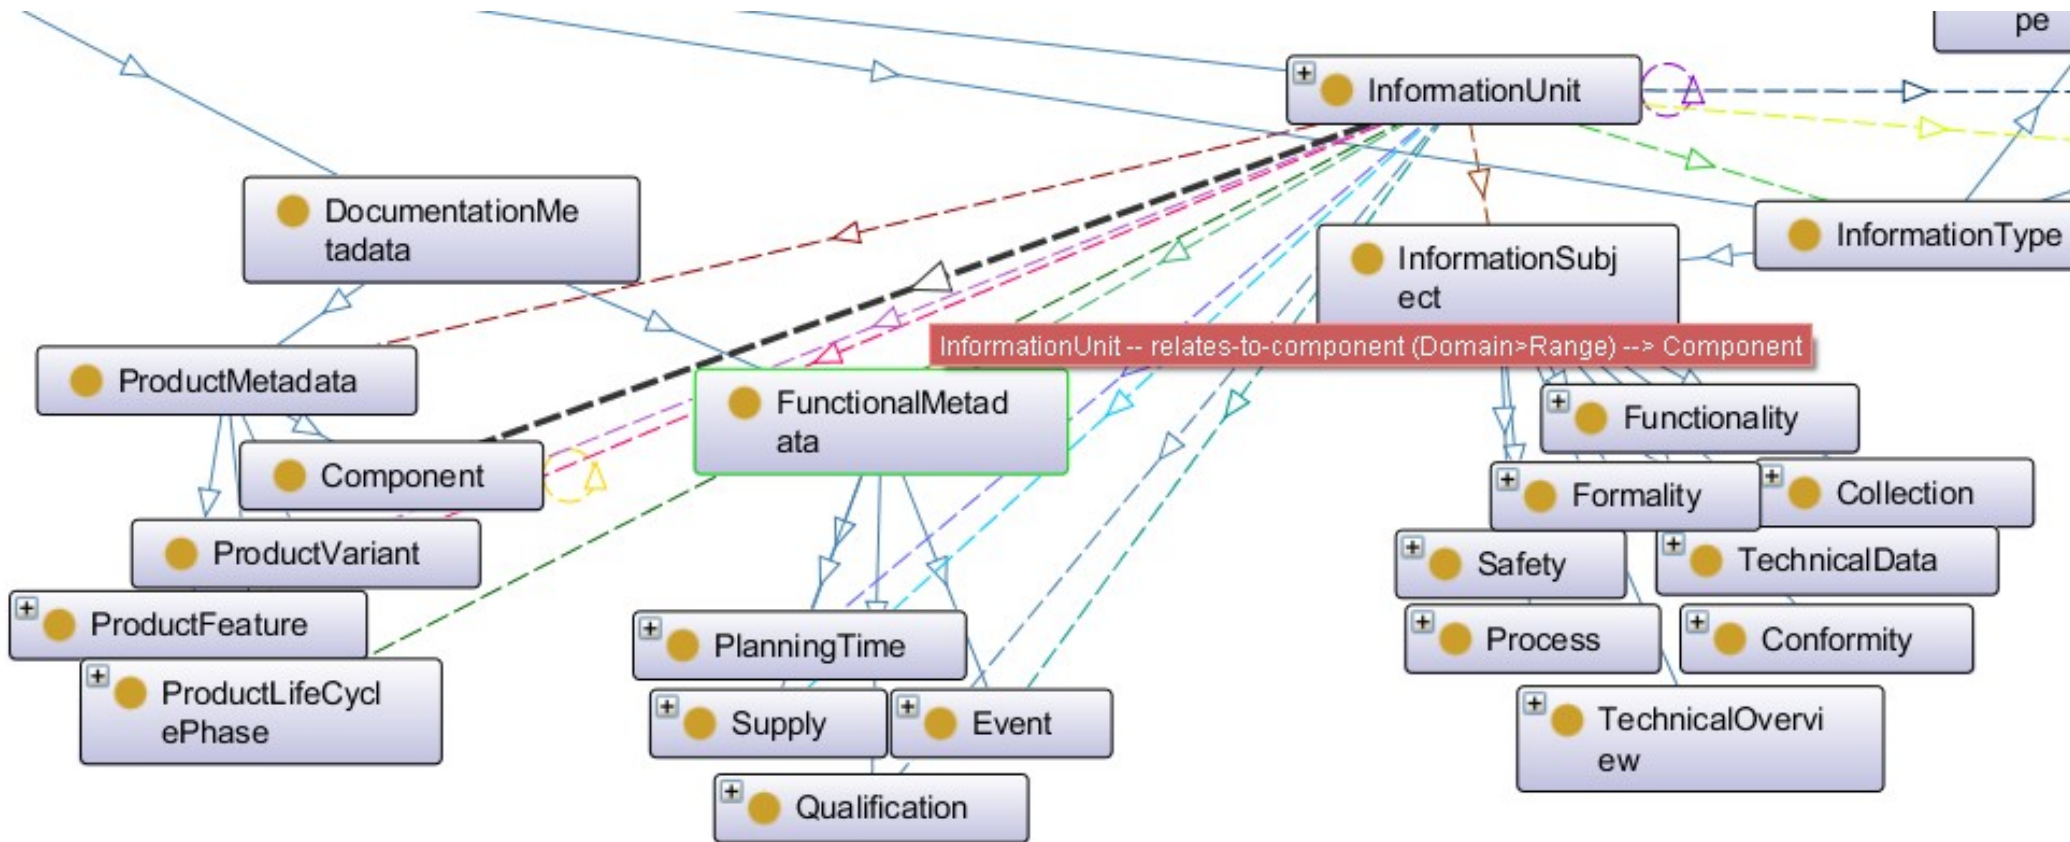 pe
InformationUnit
DocumentationMe
tadata
InformationSubj
ect
InformationType
InformationUnit -- relates-to-component (Domain>Range) --> Component
ProductMetadata
FunctionalMetad
ata
Functionality
Component
Formality
Collection
ProductVariant
Safety
TechnicalData
ProductFeature
PlanningTime
Process
Conformity
ProductLifeCycl
ePhase
Supply
Event
TechnicalOvervi
ew
Qualification